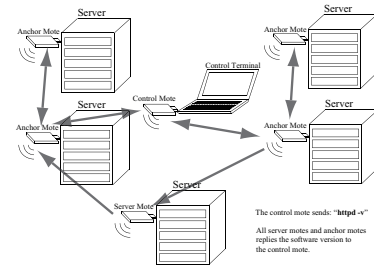 Server
Anchor Mote
Server
Anchor Mote
Control Terminal
Control Mote
Server
Anchor Mote
Server
Anchor Mote
Server
Server Mote
The control mote sends: "httpd -v"
All server motes and anchor motes
replies the software version to
the control mote.